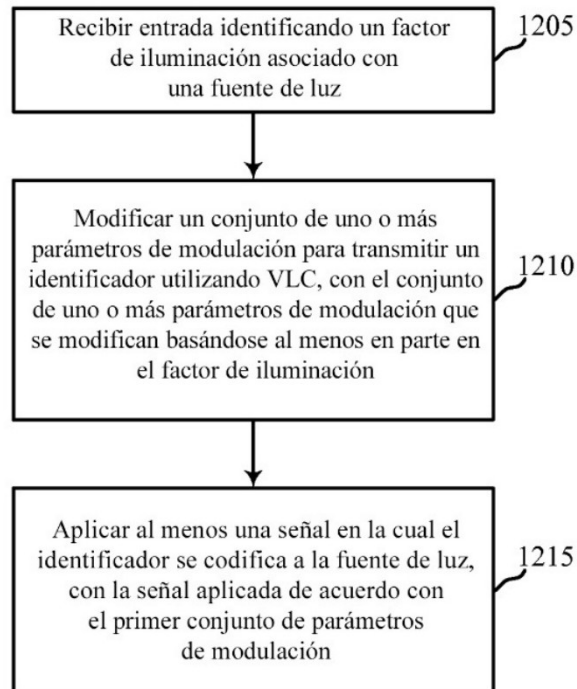 Recibir entrada identificando un factor
de iluminación asociado con
una fuente de luz
1205
Modificar un conjunto de uno o más
parámetros de modulación para transmitir un
identificador utilizando VLC, con el conjunto
de uno o más parámetros de modulación que
se modifican basándose al menos en parte en
el factor de iluminación
1210
Aplicar al menos una señal en la cual el
identificador se codifica a la fuente de luz,
con la señal aplicada de acuerdo con
el primer conjunto de parámetros
de modulación
1215